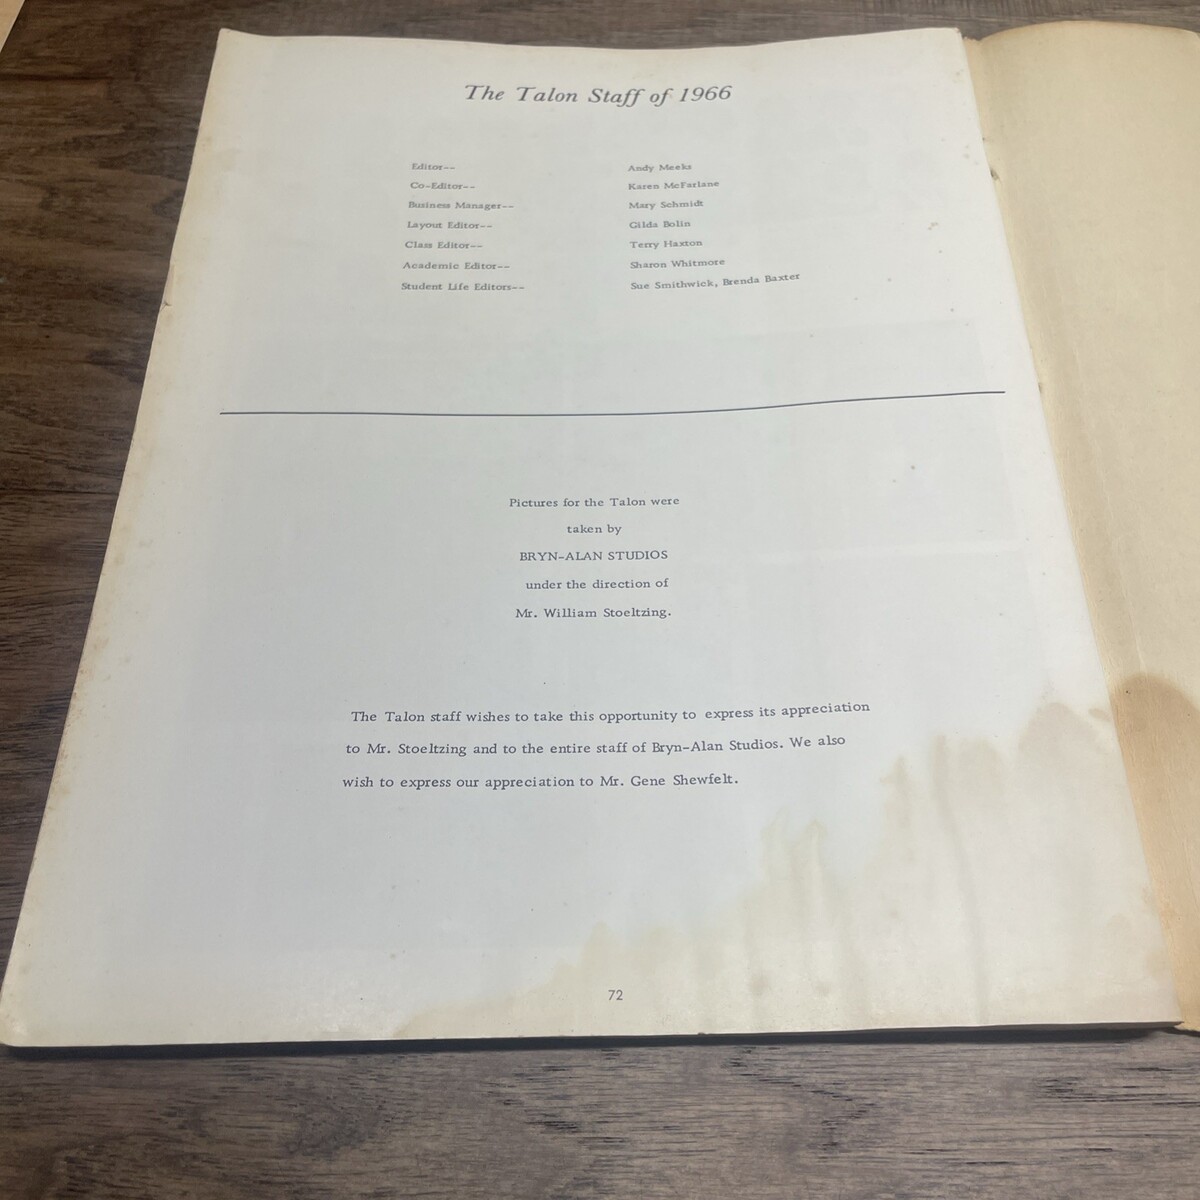 The Talon Staff of 1966
Editor-- Andy Meeks
Co-Editor-- Karen McFarlane
Business Manager-- Mary Schmidt
Layout Editor-- Gilda Bolin
Class Editor-- Terry Haxton
Academic Editor-- Sharon Whitmore
Student Life Editors-- Sue Smithwick, Brenda Baxter
Pictures for the Talon were
taken by
BRYN-ALAN STUDIOS
under the direction of
Mr. William Stoeltzing.
The Talon staff wishes to take this opportunity to express its appreciation
to Mr. Stoeltzing and to the entire staff of Bryn-Alan Studios. We also
wish to express our appreciation to Mr. Gene Shewfelt.
72